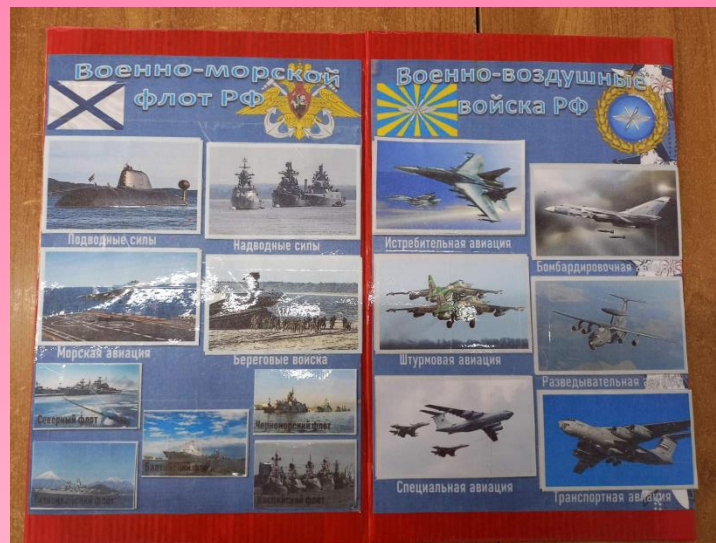 Военно-морской
флот РФ
Подводные силы
Надводные силы
Морская авиация
Береговые войска
Северный флот
Черноморский флот
флот
Военно-воздушные
войска РФ
Истребительная авиация
Бомбардировочная
Штурмовая авиация
Разведывательная
Специальная авиация
Транспортная авиация